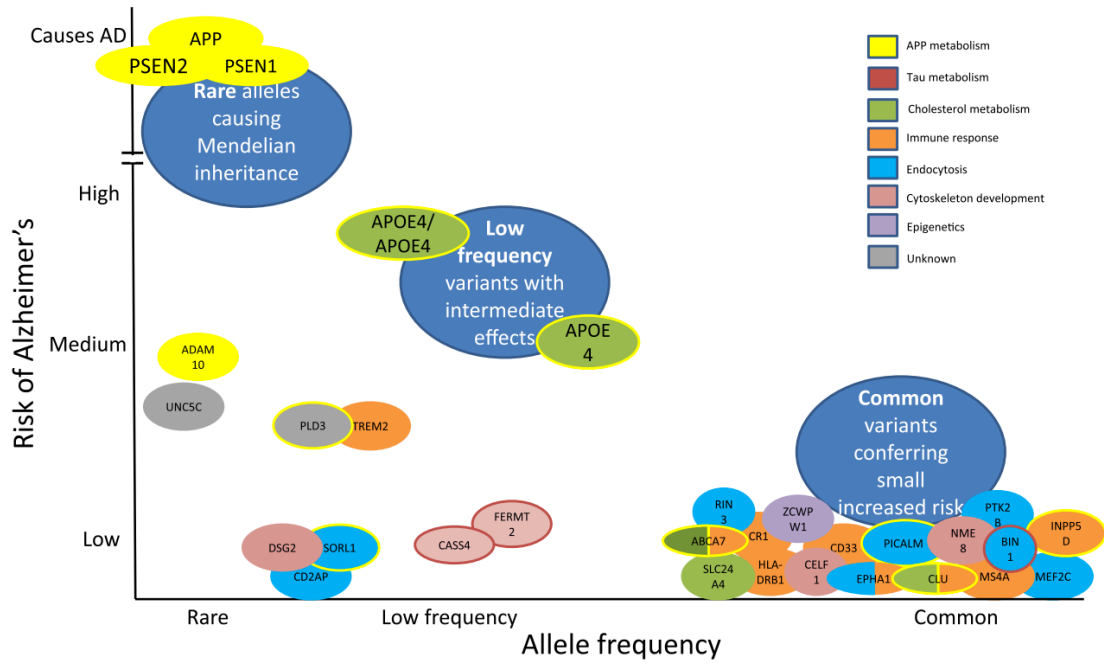 Causes AD
High
Medium
Low
Risk of Alzheimer's
Rare
Low frequency
Common
Allele frequency
APP
PSEN2
PSEN1
Rare alleles
causing
Mendelian
inheritance
APOE4/
APOE4
Low
frequency
variants with
intermediate
effects
APOE
4
ADAM
10
UNC5C
PLD3
TREM2
FERMT
2
CASS4
DSG2
SORL1
CD2AP
Common
variants
conferring
small
increased risk
RIN
3
ZCWP
W1
PTK2
B
ABCA7
CR1
CD33
PICALM
NME
8
BIN
1
INPP5
D
SLC24
A4
HLA-
DRB1
CELF
1
EPHA1
CLU
MS4A
MEF2C
APP metabolism
Tau metabolism
Cholesterol metabolism
Immune response
Endocytosis
Cytoskeleton development
Epigenetics
Unknown